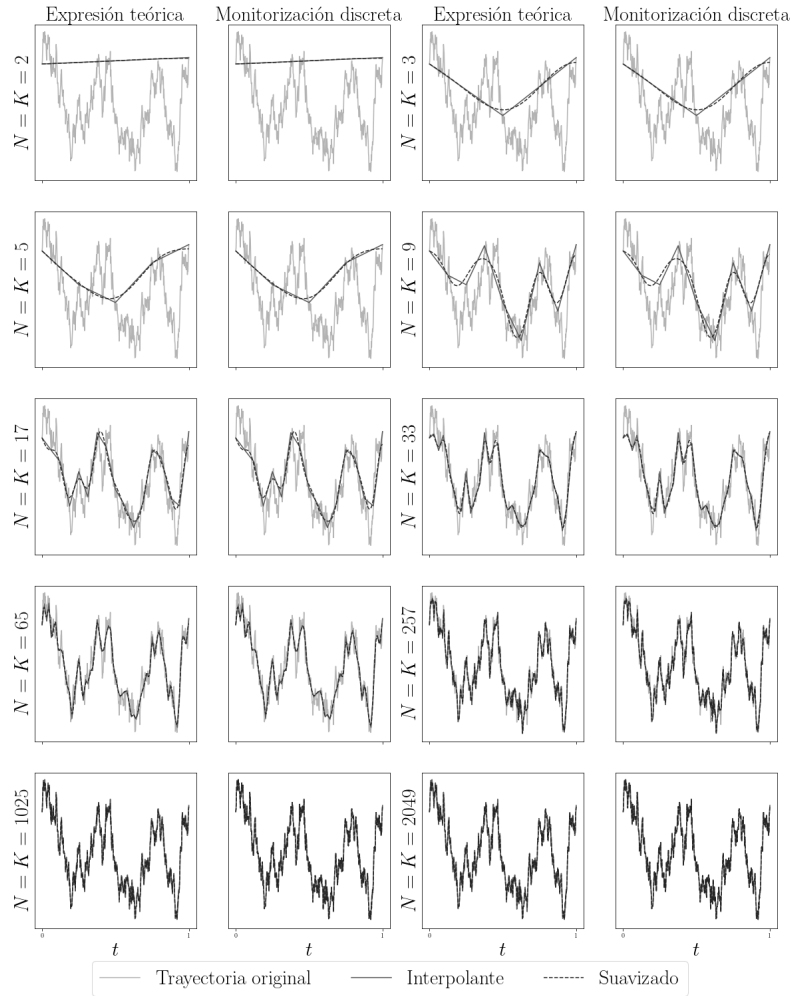 Expresión teórica Monitorización discreta Expresión teórica Monitorización discreta
N = K = 2
N = K = 3
N = K = 5
N = K = 9
N = K = 17
N = K = 33
N = K = 65
N = K = 257
N = K = 1025
N = K = 2049
0 1 0 1 0 1 0 1
t t t t
Trayectoria original Interpolante Suavizado